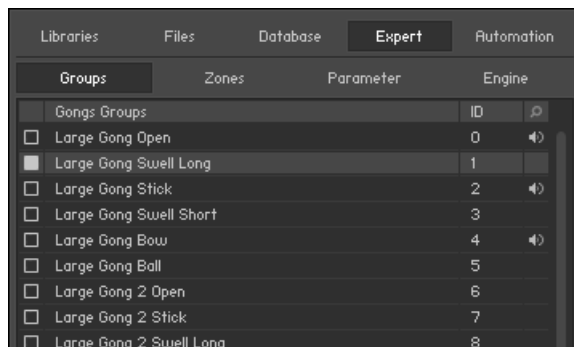 Libraries Files Database Expert Automation
Groups Zones Parameter Engine
Gongs Groups ID
Large Gong Open 0
Large Gong Swell Long 1
Large Gong Stick 2
Large Gong Swell Short 3
Large Gong Bow 4
Large Gong Ball 5
Large Gong 2 Open 6
Large Gong 2 Stick 7
Large Gong 2 Swell Long 8